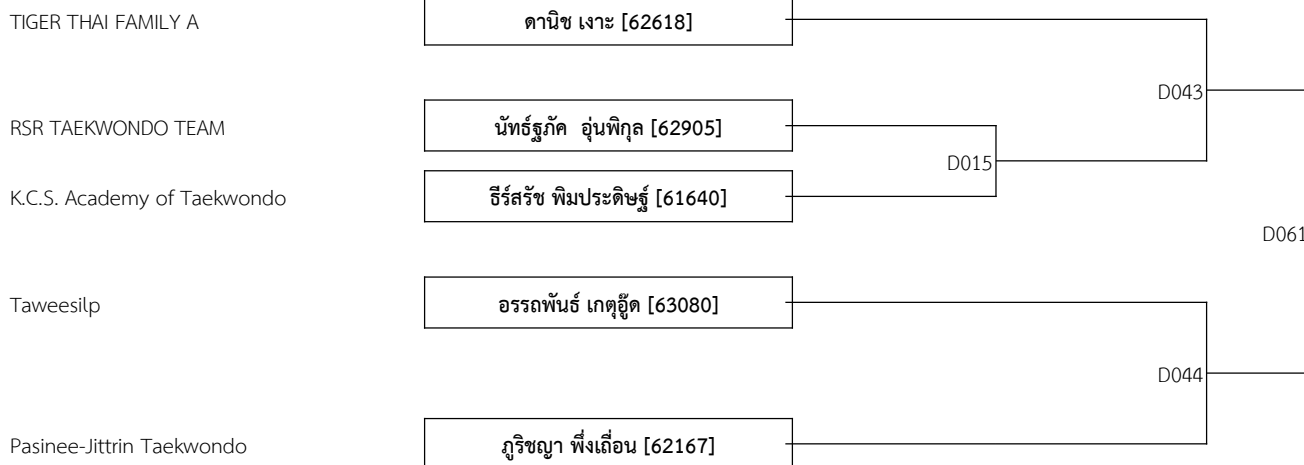 TIGER THAI FAMILY A
ดานิช เงาะ [62618]
D043
RSR TAEKWONDO TEAM
นัทธ์ฐภัค อุ่นพิกุล [62905]
D015
K.C.S. Academy of Taekwondo
ธีร์สรัช พิมประดิษฐ์ [61640]
D061
Taweesilp
อรรถพันธ์ เกตุอู๊ด [63080]
D044
Pasinee-Jittrin Taekwondo
ภูริชญา พึ่งเถื่อน [62167]